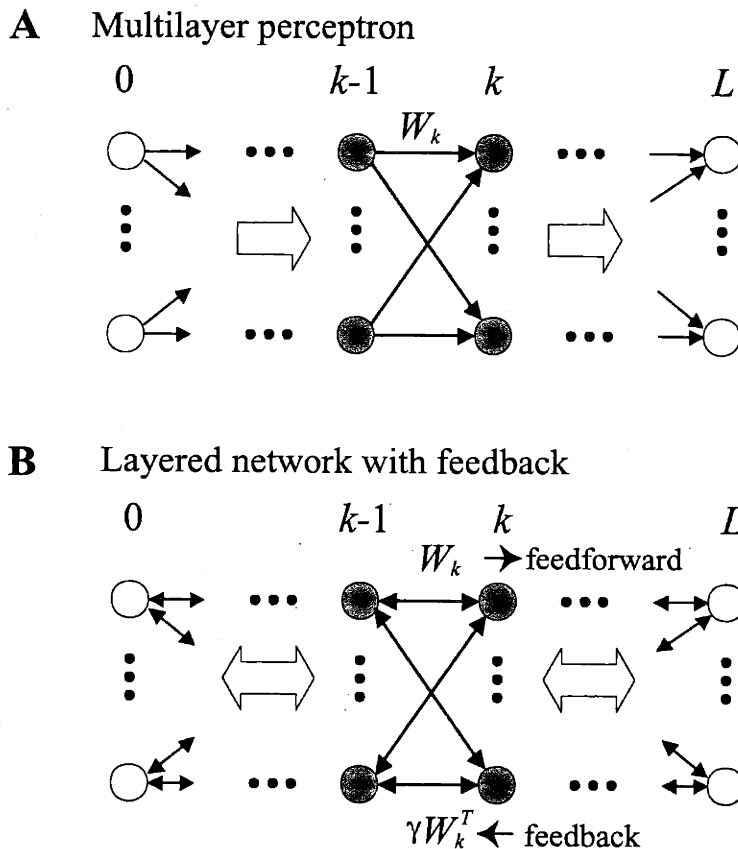 A Multilayer perceptron
0 k-1 k L
W_k
B Layered network with feedback
0 k-1 k L
W_k → feedforward
γW_k^T ← feedback